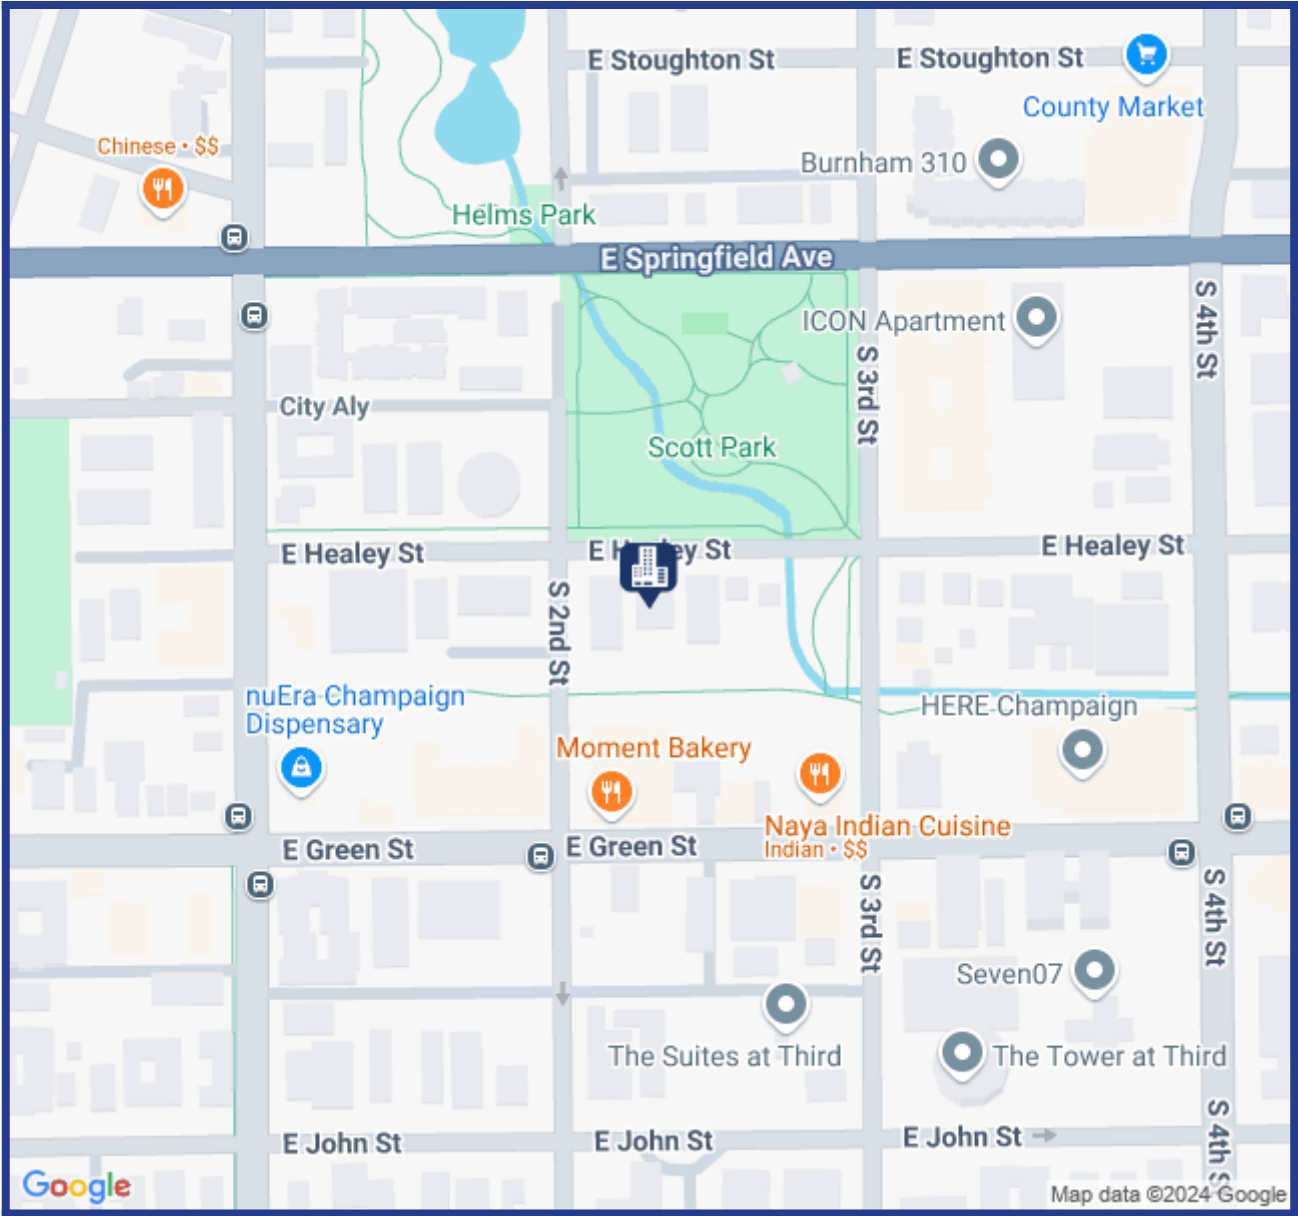 E Stoughton St
E Stoughton St
County Market
Chinese • $$
Burnham 310
Helms Park
E Springfield Ave
S 4th St
ICON Apartment
S 3rd St
City Aly
Scott Park
E Healey St
E Healey St
E Healey St
S 2nd St
nuEra Champaign
Dispensary
HERE Champaign
Moment Bakery
Naya Indian Cuisine
Indian • $$
E Green St
E Green St
S 3rd St
S 4th St
Seven07
The Suites at Third
The Tower at Third
E John St
E John St
E John St
S 4th S
Google
Map data ©2024 Google